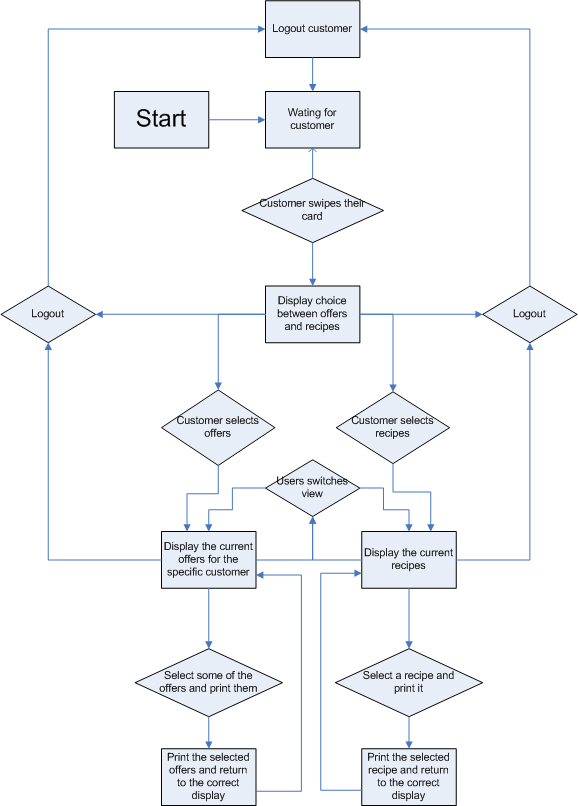 Logout customer
Start
Wating for
customer
Customer swipes their
card
Display choice
between offers
and recipes
Logout
Logout
Customer selects
offers
Customer selects
recipes
Users switches
view
Display the current
offers for the
specific customer
Display the current
recipes
Select some of the
offers and print them
Select a recipe and
print it
Print the selected
offers and return
to the correct
display
Print the selected
recipe and return
to the correct
display